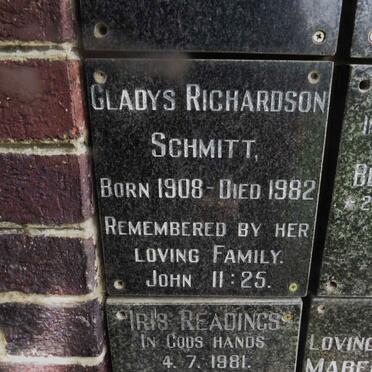 GLADYS RICHARDSON
SCHMITT,
BORN 1908 - DIED 1982
REMEMBERED BY HER
LOVING FAMILY.
JOHN 11:25.
IRIS READINGS
IN GODS HANDS
4.7.1981.
LOVING